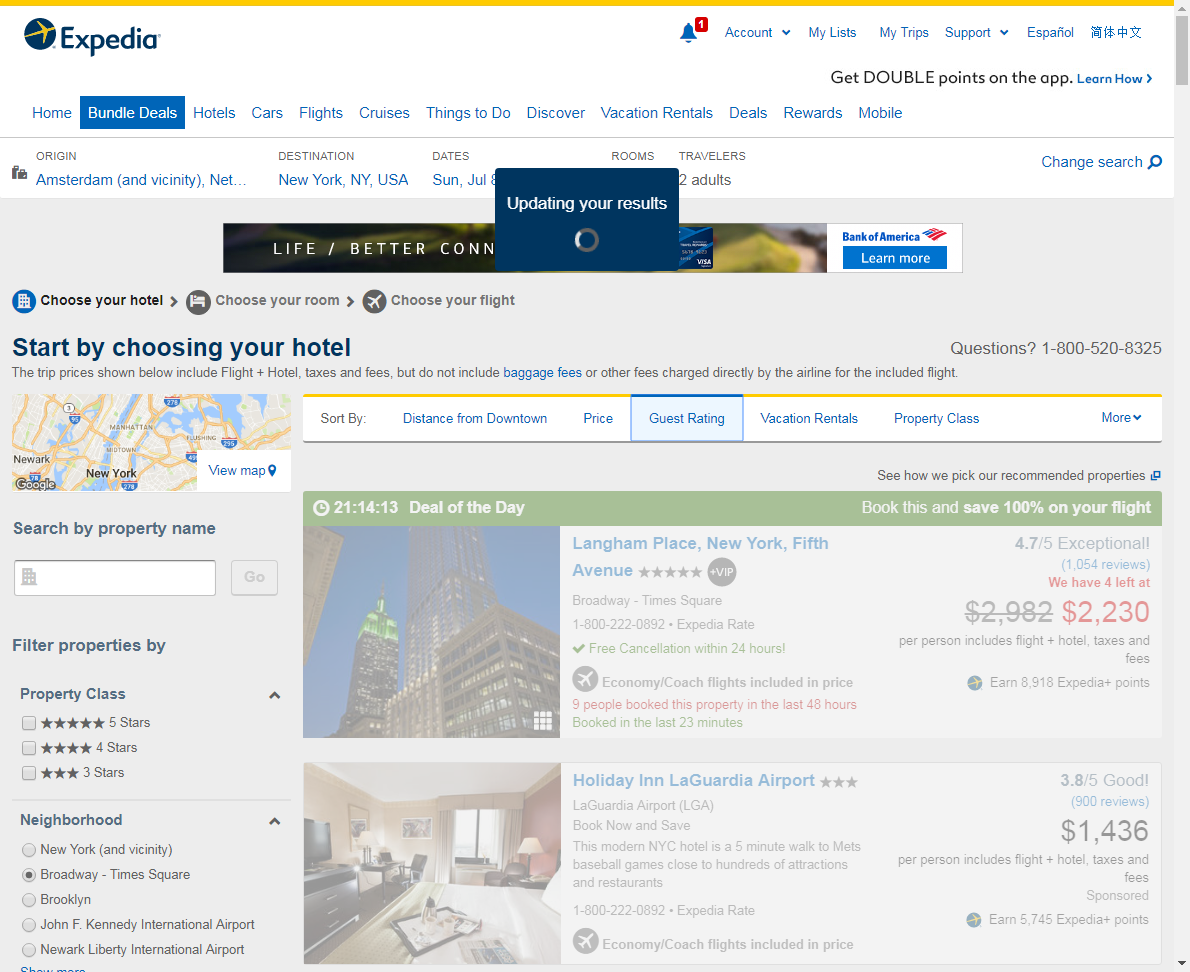 Expedia
1
Account
My Lists
My Trips
Support
Español
简体中文
Get DOUBLE points on the app. Learn How
Home
Bundle Deals
Hotels
Cars
Flights
Cruises
Things to Do
Discover
Vacation Rentals
Deals
Rewards
Mobile
ORIGIN
DESTINATION
DATES
ROOMS
TRAVELERS
Amsterdam (and vicinity), Net...
New York, NY, USA
Sun, Jul
2 adults
Change search
Updating your results
LIFE / BETTER CONN
VISA
Bank of America
Learn more
Choose your hotel
Choose your room
Choose your flight
Start by choosing your hotel
Questions? 1-800-520-8325
The trip prices shown below include Flight + Hotel, taxes and fees, but do not include baggage fees or other fees charged directly by the airline for the included flight.
MANHATTAN
MIDTOWN
FLUSHING
Newark
New York
3
278
495
295
78
278
Google
View map
Sort By:
Distance from Downtown
Price
Guest Rating
Vacation Rentals
Property Class
More
See how we pick our recommended properties
Search by property name
Go
Filter properties by
Property Class
5 Stars
4 Stars
3 Stars
Neighborhood
New York (and vicinity)
Broadway - Times Square
Brooklyn
John F. Kennedy International Airport
Newark Liberty International Airport
Show more
21:14:13 Deal of the Day
Book this and save 100% on your flight
Langham Place, New York, Fifth
Avenue
+VIP
Broadway - Times Square
1-800-222-0892 • Expedia Rate
Free Cancellation within 24 hours!
Economy/Coach flights included in price
9 people booked this property in the last 48 hours
Booked in the last 23 minutes
4.7/5 Exceptional!
(1,054 reviews)
We have 4 left at
$2,982 $2,230
per person includes flight + hotel, taxes and
fees
Earn 8,918 Expedia+ points
Holiday Inn LaGuardia Airport
LaGuardia Airport (LGA)
Book Now and Save
This modern NYC hotel is a 5 minute walk to Mets
baseball games close to hundreds of attractions
and restaurants
1-800-222-0892 • Expedia Rate
Economy/Coach flights included in price
3.8/5 Good!
(900 reviews)
$1,436
per person includes flight + hotel, taxes and
fees
Sponsored
Earn 5,745 Expedia+ points